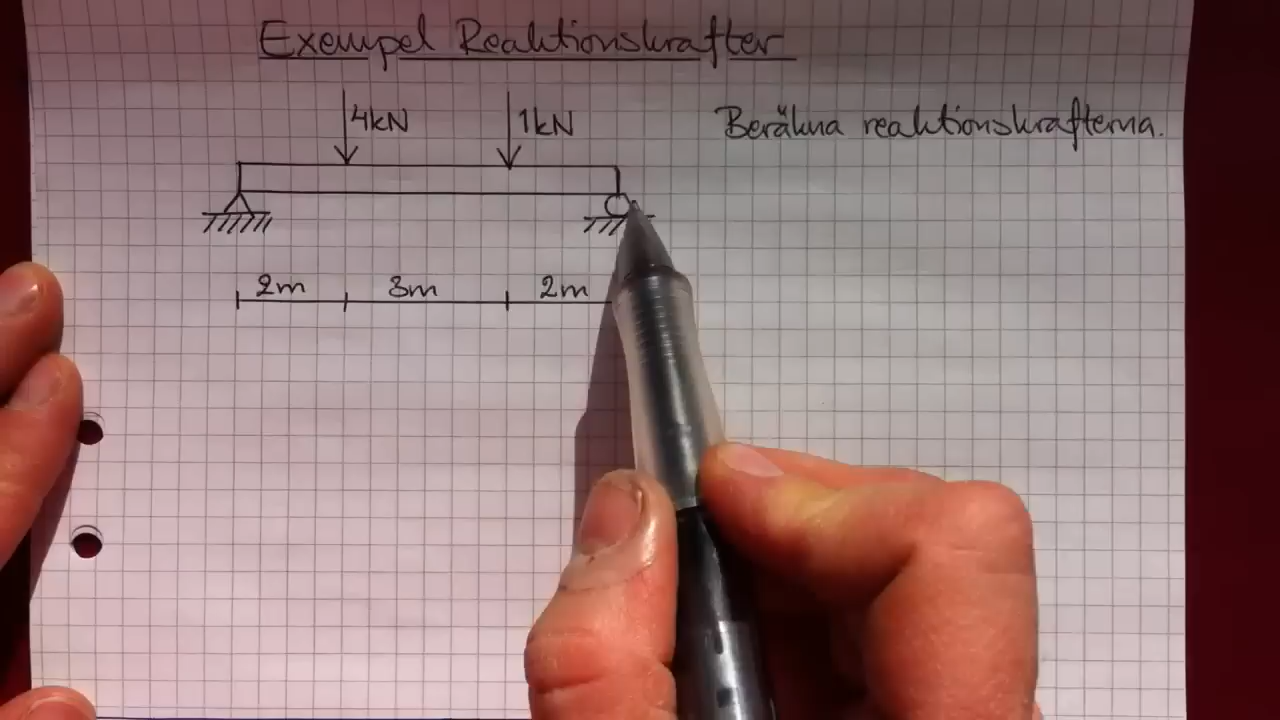 Exempel Reaktionskrafter
4kN 1kN Beräkna reaktionskrafterna.
2m 3m 2m